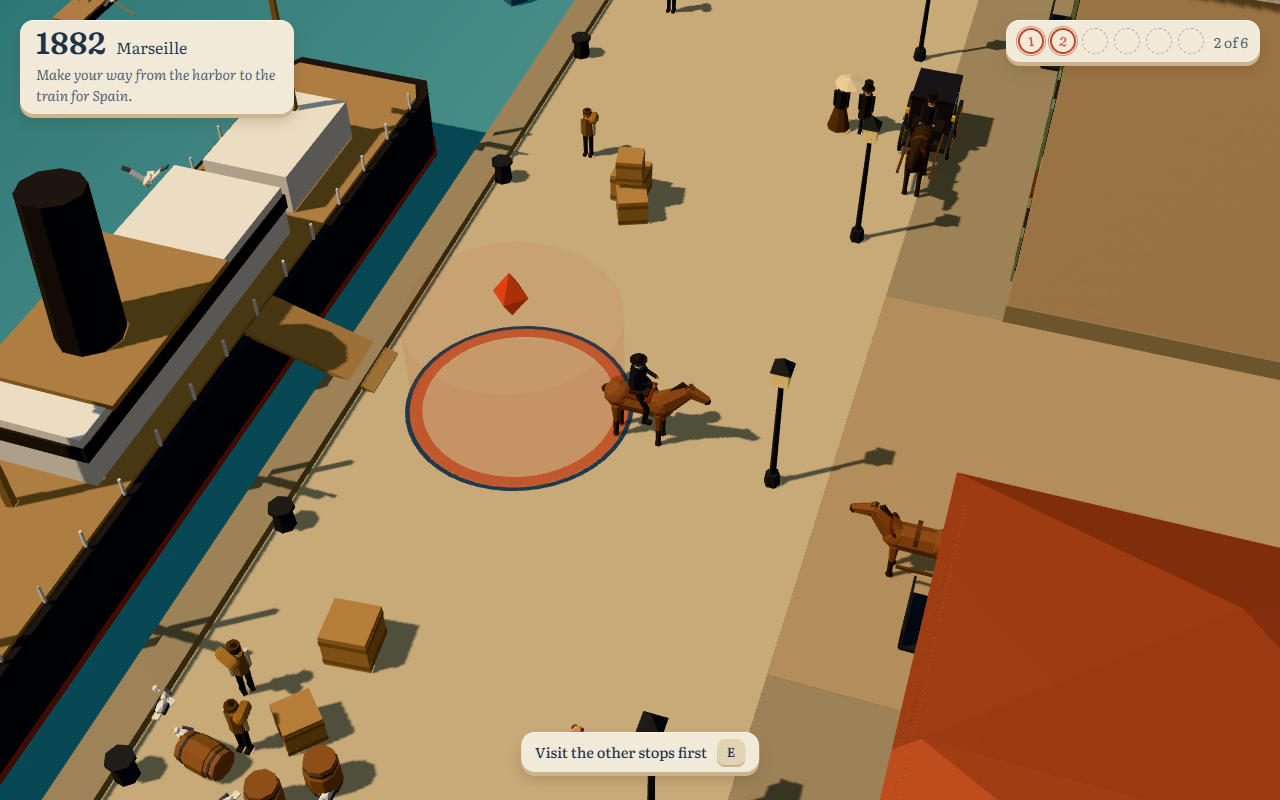 1882 Marseille
Make your way from the harbor to the
train for Spain.
1 2 2 of 6
Visit the other stops first E